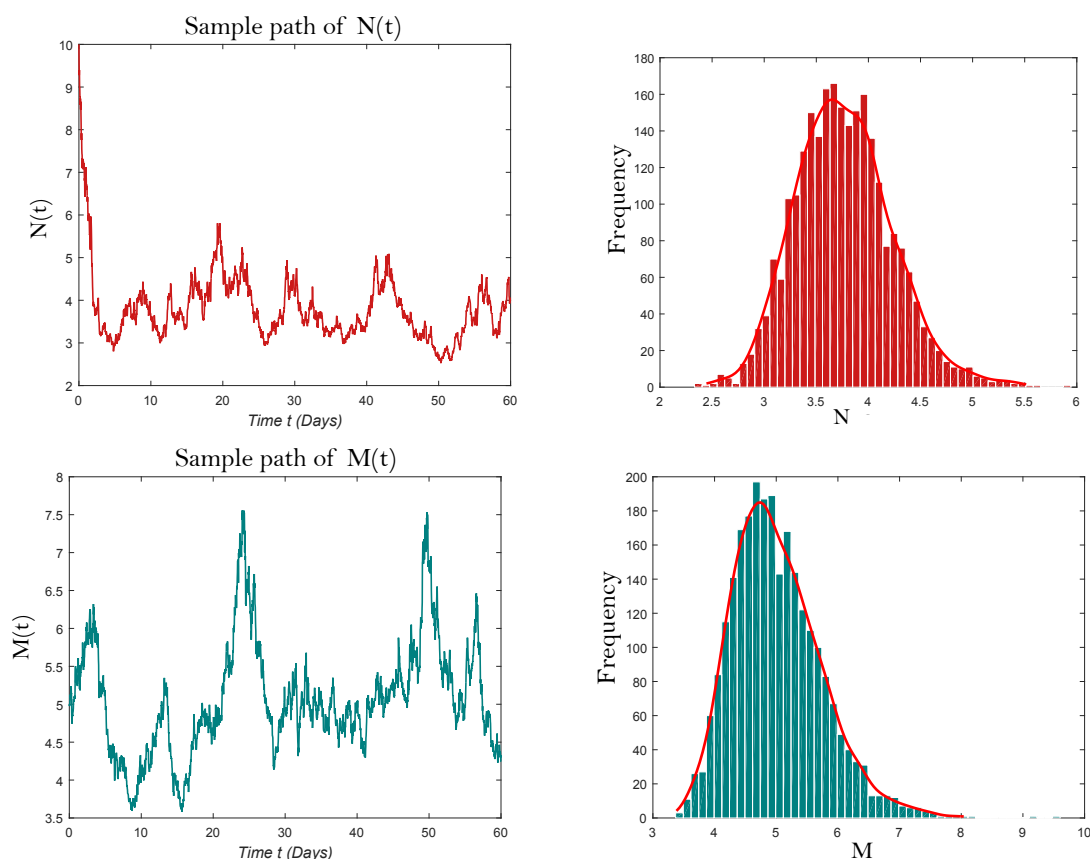 Sample path of N(t)
10
9
8
7
6
5
4
3
2
N(t)
0 10 20 30 40 50 60
Time t (Days)
180
160
140
120
100
80
60
40
20
0
Frequency
2 2.5 3 3.5 4 4.5 5 5.5 6
N
Sample path of M(t)
8
7.5
7
6.5
6
5.5
5
4.5
4
3.5
M(t)
0 10 20 30 40 50 60
Time t (Days)
200
180
160
140
120
100
80
60
40
20
0
Frequency
3 4 5 6 7 8 9 10
M